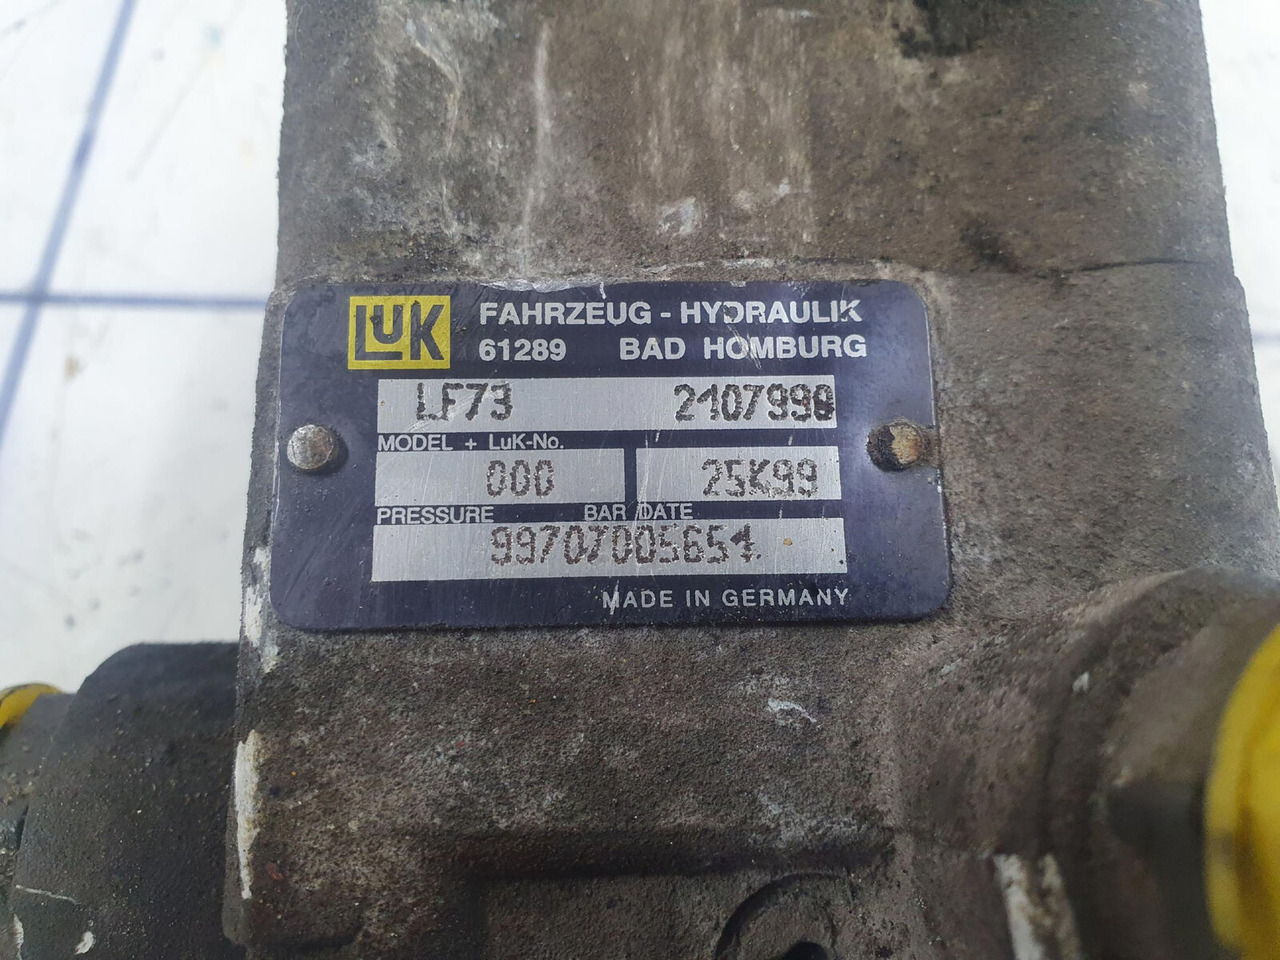 LUK FAHRZEUG - HYDRAULIK
61289 BAD HOMBURG
LF73 2107999
MODEL + LuK-No.
000 25K99
PRESSURE BAR DATE
99707005651
MADE IN GERMANY